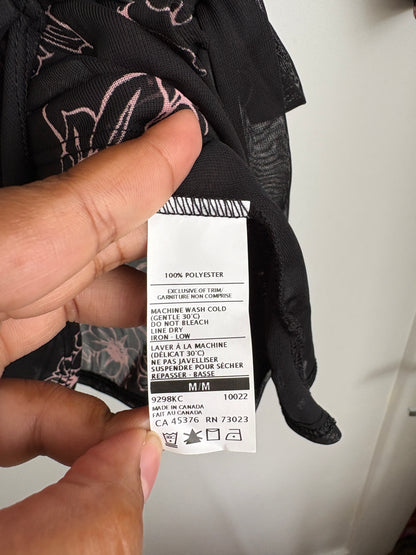 100% POLYESTER
EXCLUSIVE OF TRIM/
GARNITURE NON COMPRISE
MACHINE WASH COLD
(GENTLE 30°C)
DO NOT BLEACH
LINE DRY
IRON - LOW
LAVER À LA MACHINE
(DÉLICAT 30°C)
NE PAS JAVELLISER
SUSPENDRE POUR SÉCHER
REPASSER - BASSE
M/M
9298KC 10022
MADE IN CANADA
FAIT AU CANADA
CA 45376 RN 73023